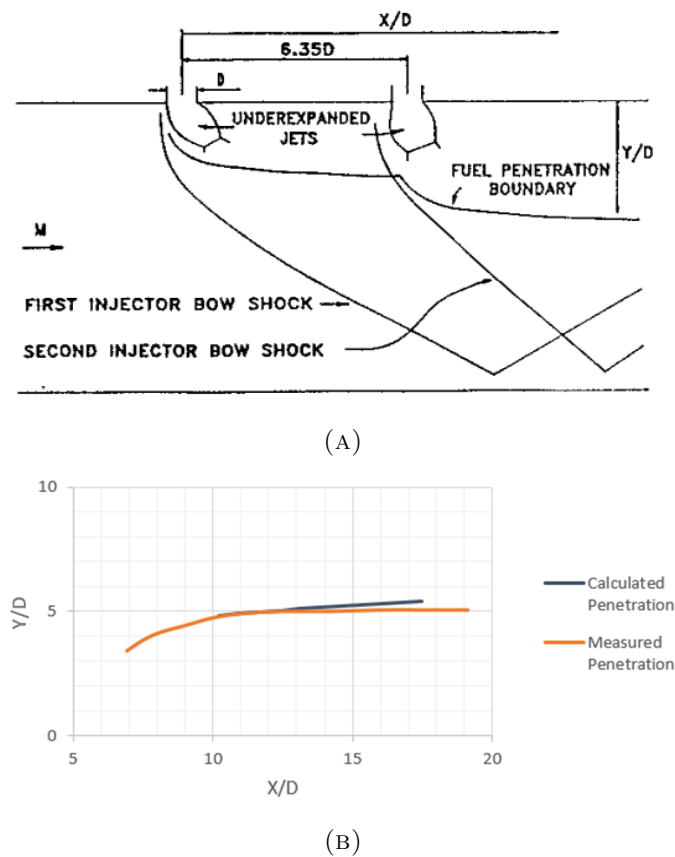 X/D
6.35D
D
UNDEREXPANDED
JETS
Y/D
FUEL PENETRATION
BOUNDARY
M
FIRST INJECTOR BOW SHOCK
SECOND INJECTOR BOW SHOCK
(A)
10
5
0
Y/D
5
10
15
20
X/D
Calculated
Penetration
Measured
Penetration
(B)